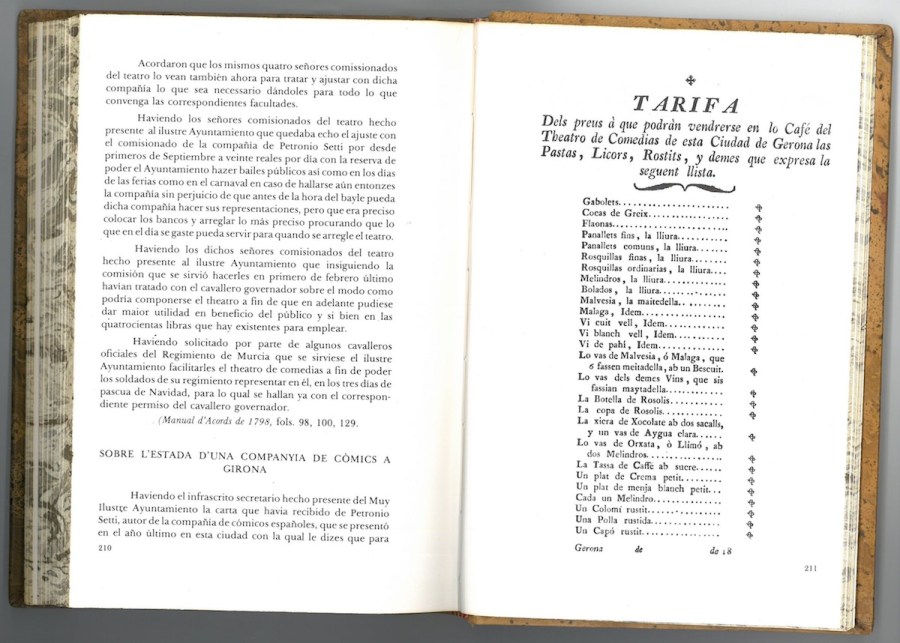 Acordaron que los mismos quatro señores comissionados
del teatro lo vean también ahora para tratar y ajustar con dicha
compañía lo que sea necesario dándoles para todo lo que
convenga las correspondientes facultades.
Haviendo los señores comisionados del teatro hecho
presente al ilustre Ayuntamiento que quedaba echo el ajuste con
el comisionado de la compañía de Petronio Setti por desde
primeros de Septiembre a veinte reales por día con la reserva de
poder el Ayuntamiento hazer bailes públicos así como en los días
de las ferias como en el carnaval en caso de hallarse aún entonzes
la compañía sin perjuicio de que antes de la hora del bayle pueda
dicha compañía hacer sus representaciones, pero que era preciso
colocar los bancos y arreglar lo más preciso procurando que lo
que en el día se gaste pueda servir para quando se arregle el teatro.
Haviendo los dichos señores comisionados del teatro
hecho presente al ilustre Ayuntamiento que insiguiendo la
comisión que se sirvió hacerles en primero de febrero último
havían tratado con el cavallero governador sobre el modo como
podría componerse el theatro a fin de que en adelante pudiese
dar maior utilidad en beneficio del público y si bien en las
quatrocientas libras que hay existentes para emplear.
Haviendo solicitado por parte de algunos cavalleros
oficiales del Regimiento de Murcia que se sirviese el ilustre
Ayuntamiento facilitarles el theatro de comedias a fin de poder
los soldados de su regimiento representar en él, en los tres días de
pascua de Navidad, para lo qual se hallan ya con el correspon-
diente permiso del cavallero governador.
(Manual d'Acords de 1798, fols. 98, 100, 129.
SOBRE L'ESTADA D'UNA COMPANYIA DE CÒMICS A
GIRONA
Haviendo el infrascrito secretario hecho presente del Muy
Ilustre Ayuntamiento la carta que havia recibido de Petronio
Setti, autor de la compañía de cómicos españoles, que se presentó
en el año último en esta ciudad con la qual le dizes que para
210
TARIFA
Dels preus à que podràn vendrerse en lo Café del
Theatro de Comedias de esta Ciudad de Gerona las
Pastas, Licors, Rostits, y demes que expresa la
seguent llista.
Gabolets......................
Cocas de Greix.................
Flaonas........................
Panallets fins, la lliura..........
Panallets comuns, la lliura.......
Rosquillas finas, la lliura........
Rosquillas ordinarias, la lliura....
Melindros, la lliura.............
Bolados, la lliura..............
Malvesia, la maitedella..........
Malaga, Idem..................
Vi cuit vell, Idem..............
Vi blanch vell, Idem............
Vi de pahi, Idem...............
Lo vas de Malvesia, ó Malaga, que
é fassen meitadella, ab un Bescuit.
Lo vas dels demes Vins, que ais
fassian maytadella............
La Botella de Rosolis............
La copa de Rosolis..............
La xicra de Xocolate ab dos sacalls,
y un vas de Aygua clara......
Lo vas de Orxata, ò Llimó, ab
dos Melindros................
La Tassa de Caffe ab sucre......
Un plat de Crema petit..........
Un plat de menja blanch petit...
Cada un Melindro..............
Un Colomí rustit...............
Una Polla rustida...............
Un Capó rustit.................
Gerona de de 18
211